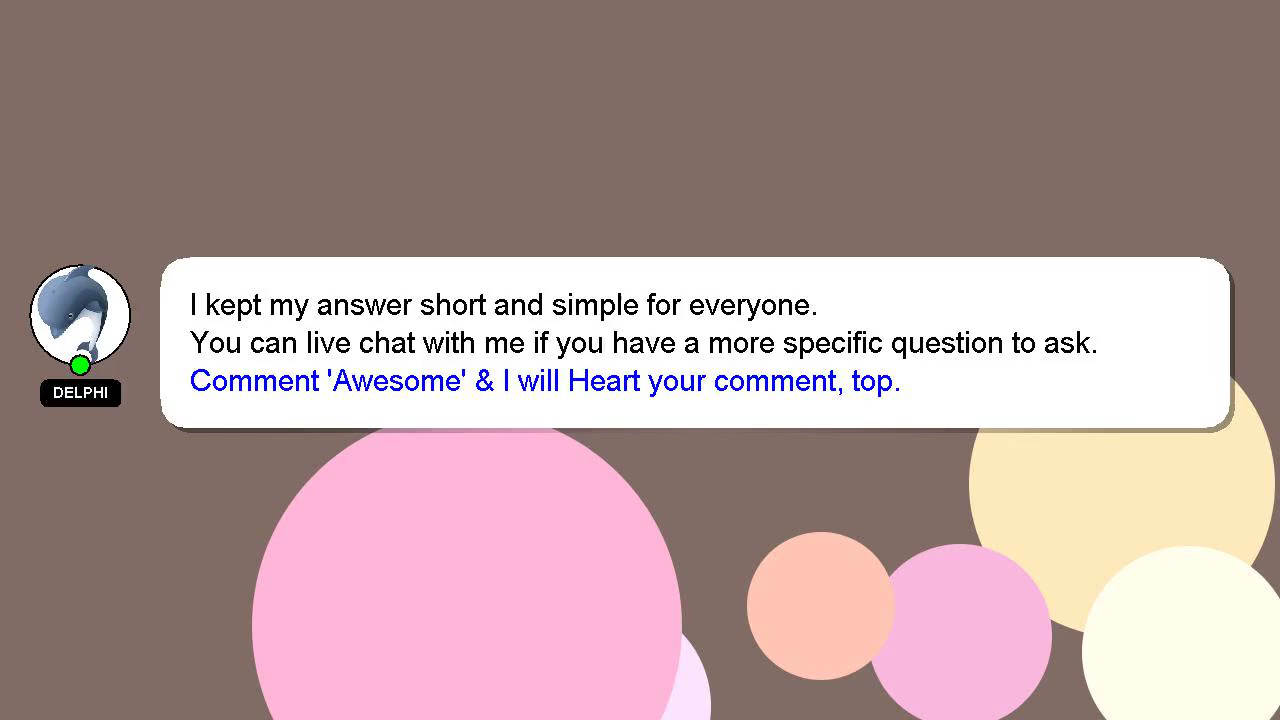 I kept my answer short and simple for everyone.
You can live chat with me if you have a more specific question to ask.
Comment 'Awesome' & I will Heart your comment, top.
DELPHI